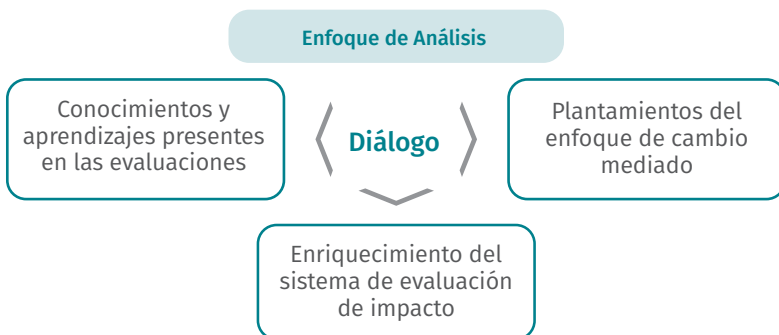 Enfoque de Análisis
Conocimientos y
aprendizajes presentes
en las evaluaciones
Diálogo
Plantamientos del
enfoque de cambio
mediado
Enriquecimiento del
sistema de evaluación
de impacto